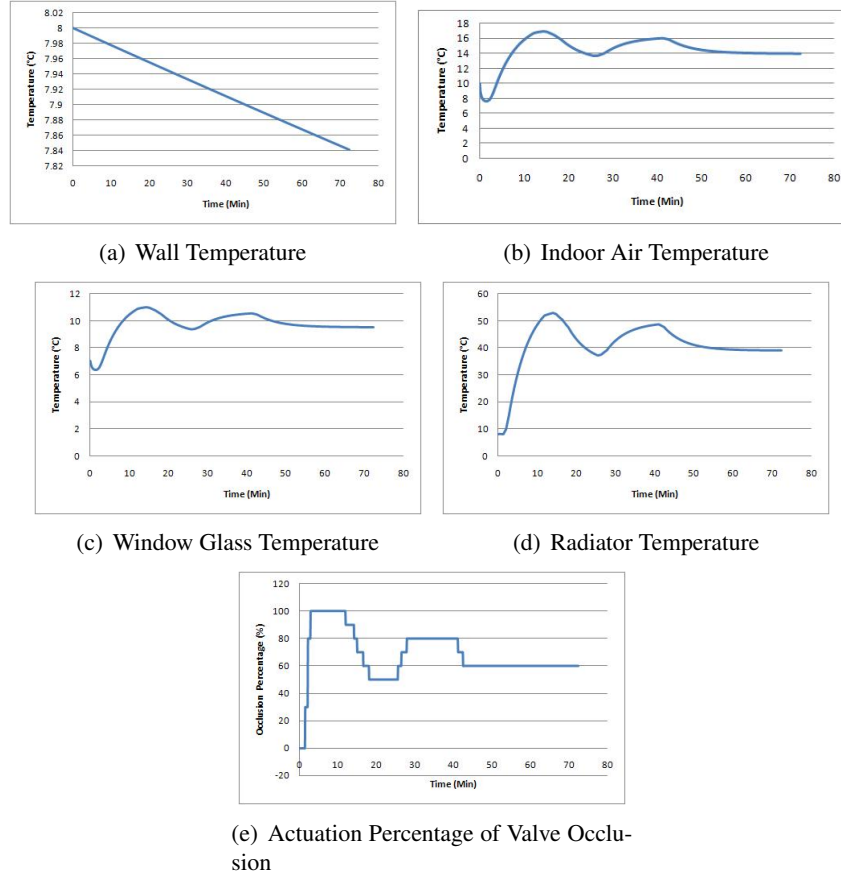 8.02
8
7.98
7.96
7.94
7.92
7.9
7.88
7.86
7.84
7.82
Temperature (°C)
0 10 20 30 40 50 60 70 80
Time (Min)
(a) Wall Temperature
18
16
14
12
10
8
6
4
2
0
Temperature (°C)
0 10 20 30 40 50 60 70 80
Time (Min)
(b) Indoor Air Temperature
12
10
8
6
4
2
0
Temperature (°C)
0 10 20 30 40 50 60 70 80
Time (Min)
(c) Window Glass Temperature
60
50
40
30
20
10
0
Temperature (°C)
0 10 20 30 40 50 60 70 80
Time (Min)
(d) Radiator Temperature
120
100
80
60
40
20
0
-20
Occlusion Percentage (%)
0 10 20 30 40 50 60 70 80
Time (Min)
(e) Actuation Percentage of Valve Occlu-
sion